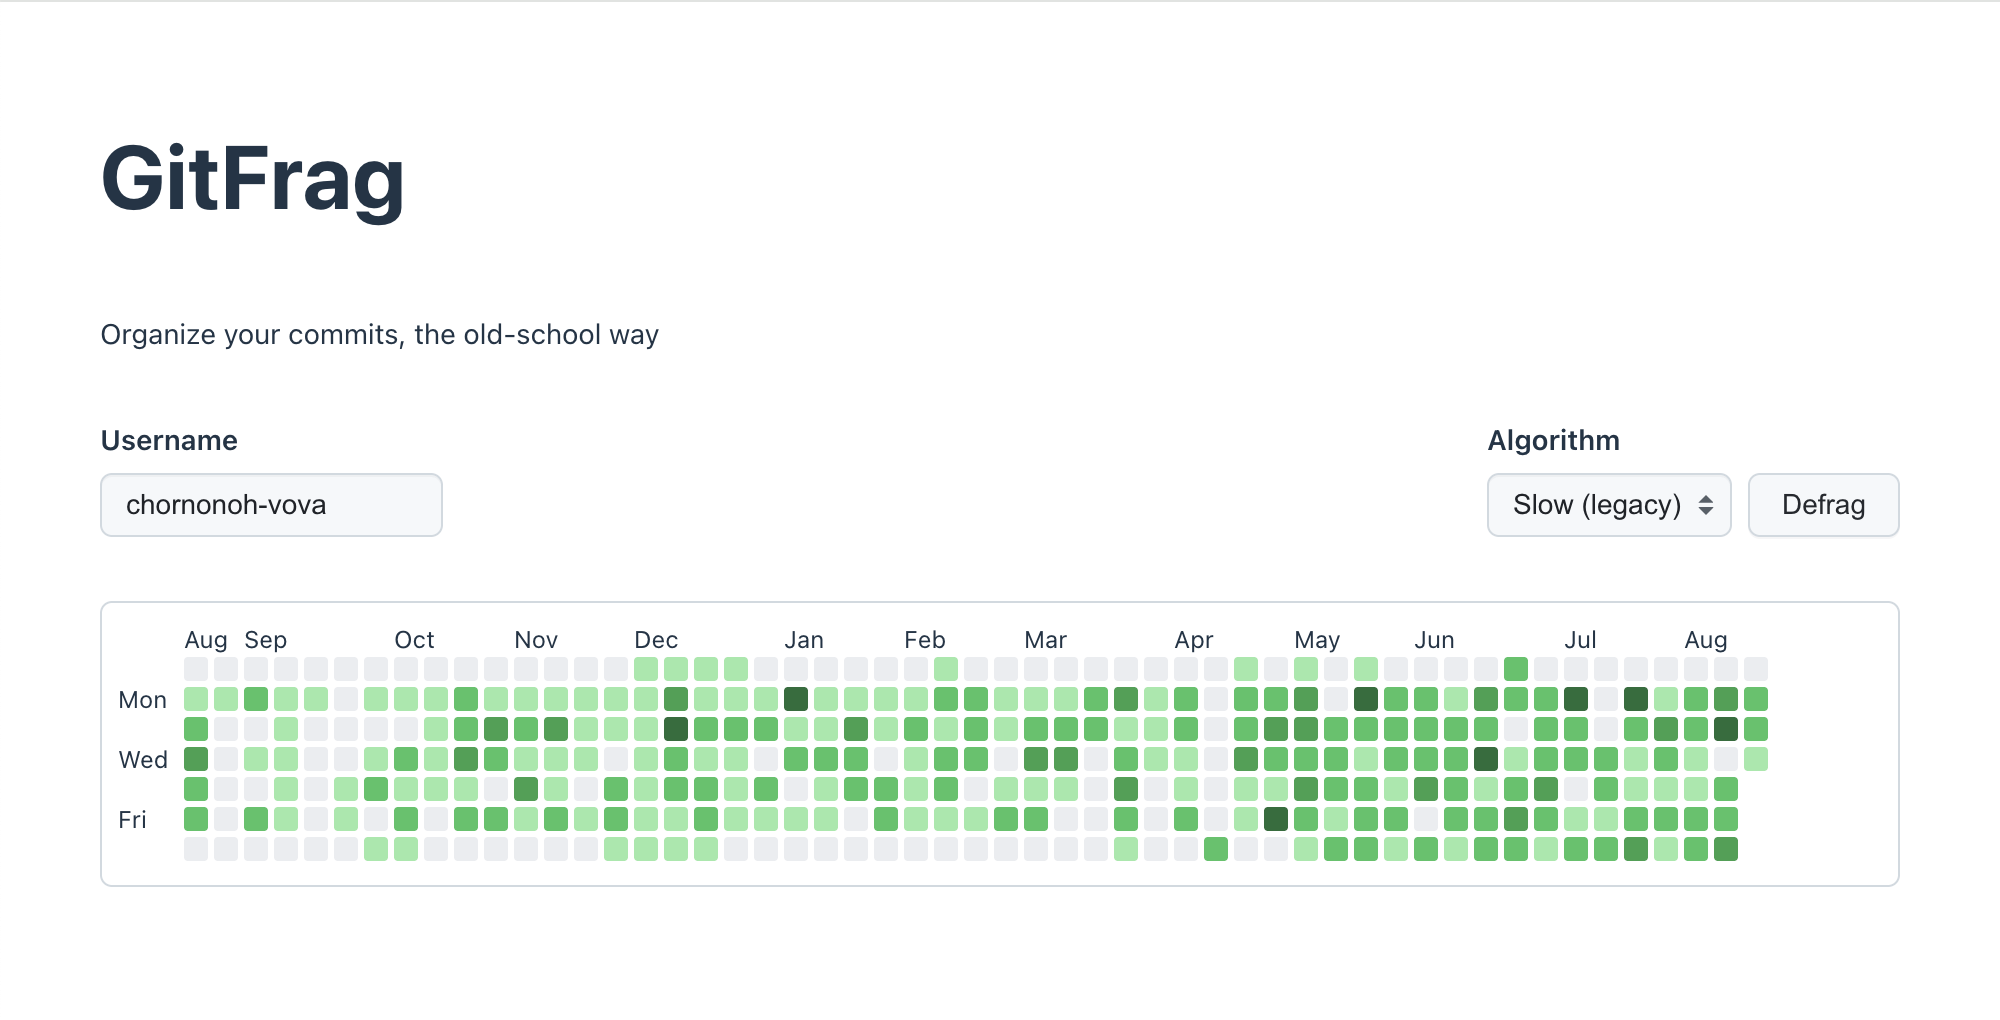 GitFrag
Organize your commits, the old-school way
Username
Algorithm
chornonoh-vova
Slow (legacy)
Defrag
Aug Sep Oct Nov Dec Jan Feb Mar Apr May Jun Jul Aug
Mon
Wed
Fri